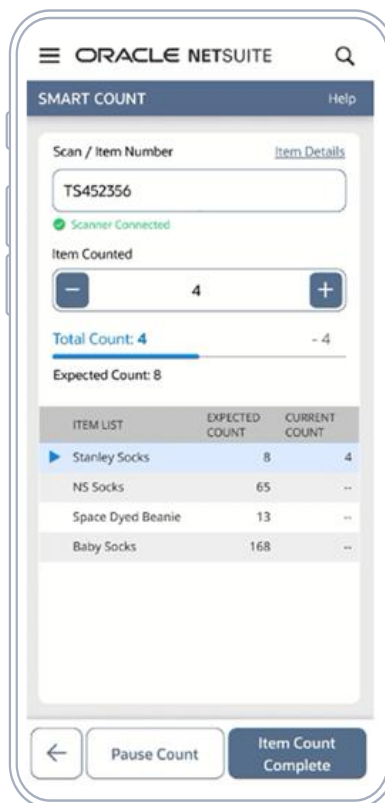 ORACLE NETSUITE
SMART COUNT Help
Scan / Item Number Item Details
TS452356
Scanner Connected
Item Counted
− 4 +
Total Count: 4 - 4
Expected Count: 8
ITEM LIST EXPECTED COUNT CURRENT COUNT
Stanley Socks 8 4
NS Socks 65 --
Space Dyed Beanie 13 --
Baby Socks 168 --
← Pause Count Item Count Complete